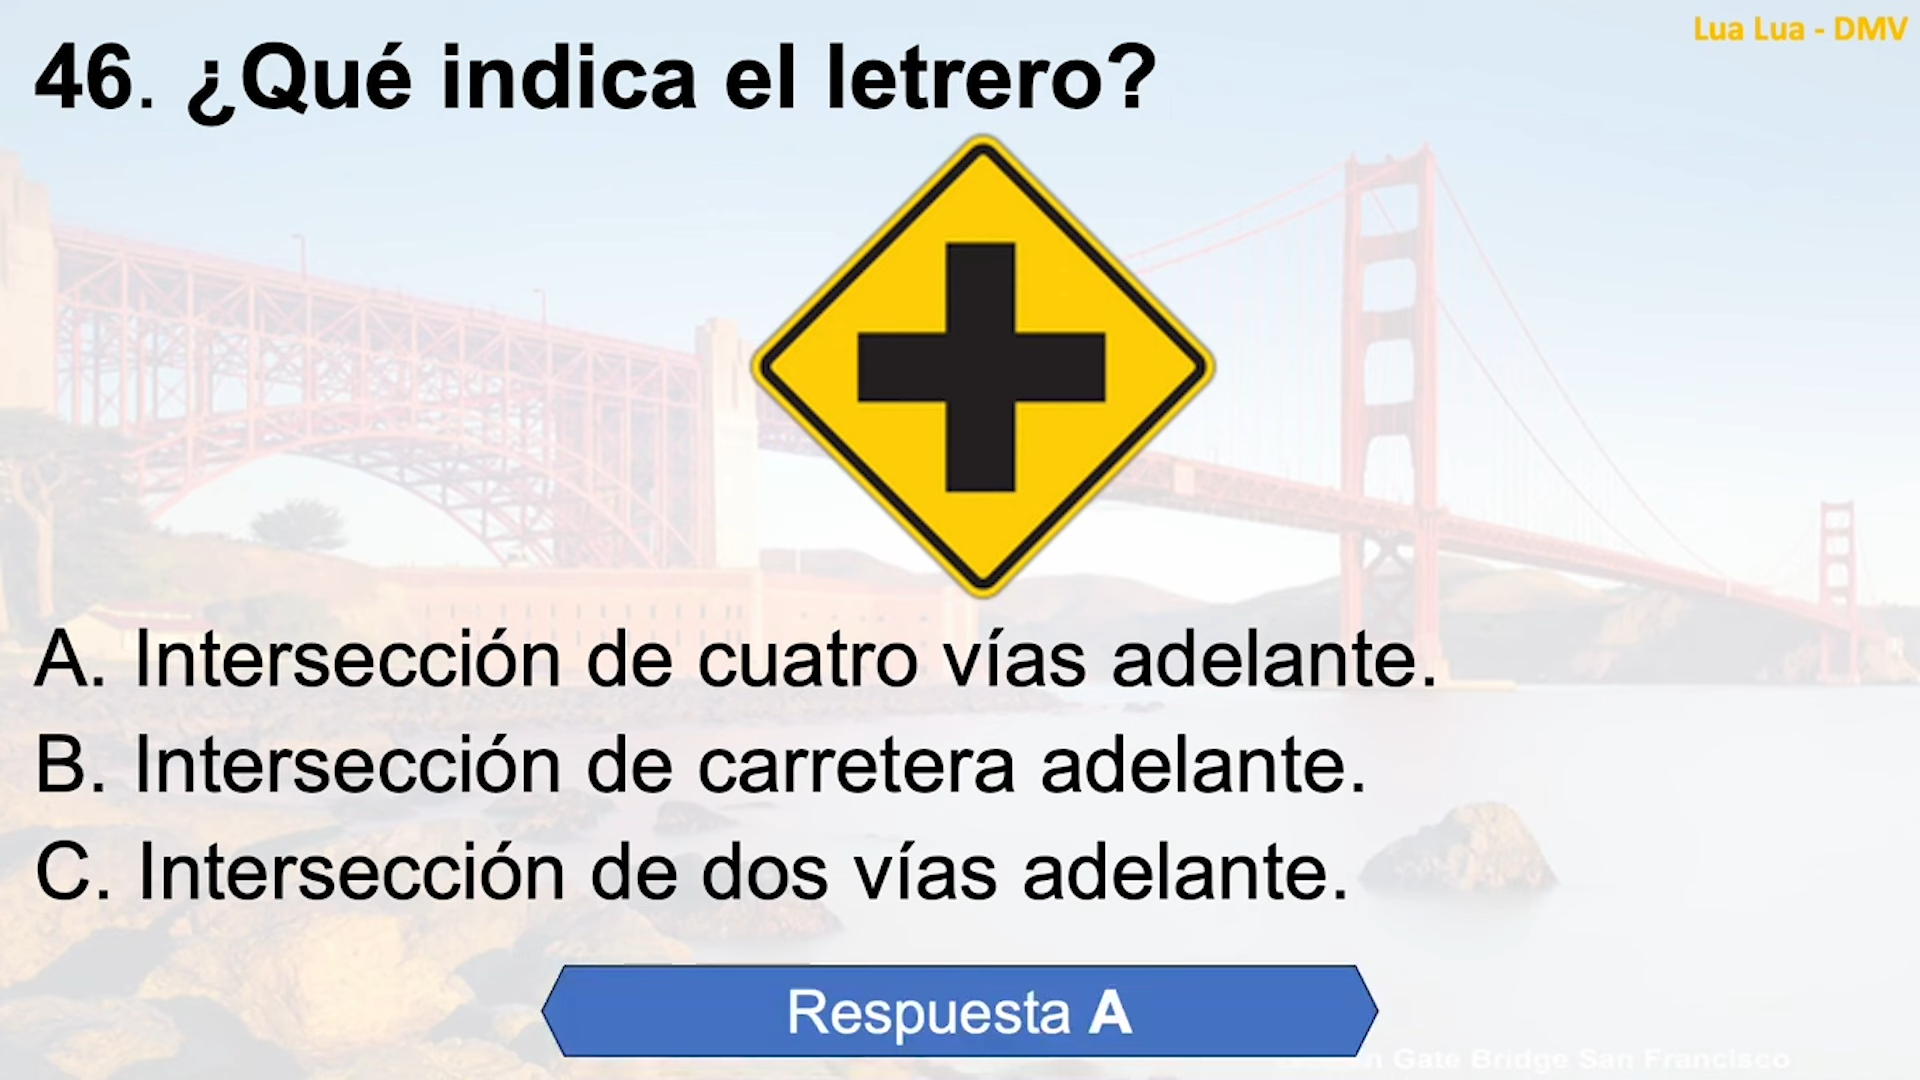 Lua Lua - DMV
46. ¿Qué indica el letrero?
A. Intersección de cuatro vías adelante.
B. Intersección de carretera adelante.
C. Intersección de dos vías adelante.
Respuesta A
Gate Bridge San Francisco